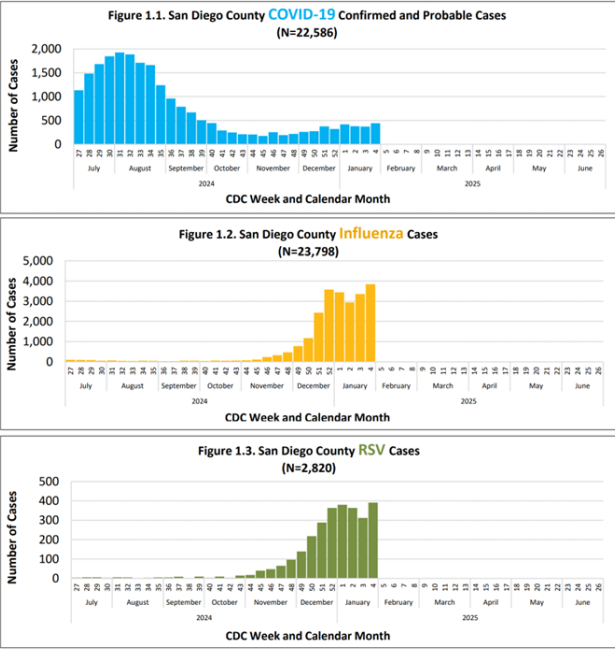 Figure 1.1. San Diego County COVID-19 Confirmed and Probable Cases
(N=22,586)
Number of Cases
2,000
1,500
1,000
500
0
27 28 29 30 31 32 33 34 35 36 37 38 39 40 41 42 43 44 45 46 47 48 49 50 51 52 1 2 3 4 5 6 7 8 9 10 11 12 13 14 15 16 17 18 19 20 21 22 23 24 25 26
July August September October November December January February March April May June
2024 2025
CDC Week and Calendar Month
Figure 1.2. San Diego County Influenza Cases
(N=23,798)
Number of Cases
5,000
4,000
3,000
2,000
1,000
0
27 28 29 30 31 32 33 34 35 36 37 38 39 40 41 42 43 44 45 46 47 48 49 50 51 52 1 2 3 4 5 6 7 8 9 10 11 12 13 14 15 16 17 18 19 20 21 22 23 24 25 26
July August September October November December January February March April May June
2024 2025
CDC Week and Calendar Month
Figure 1.3. San Diego County RSV Cases
(N=2,820)
Number of Cases
500
400
300
200
100
0
27 28 29 30 31 32 33 34 35 36 37 38 39 40 41 42 43 44 45 46 47 48 49 50 51 52 1 2 3 4 5 6 7 8 9 10 11 12 13 14 15 16 17 18 19 20 21 22 23 24 25 26
July August September October November December January February March April May June
2024 2025
CDC Week and Calendar Month